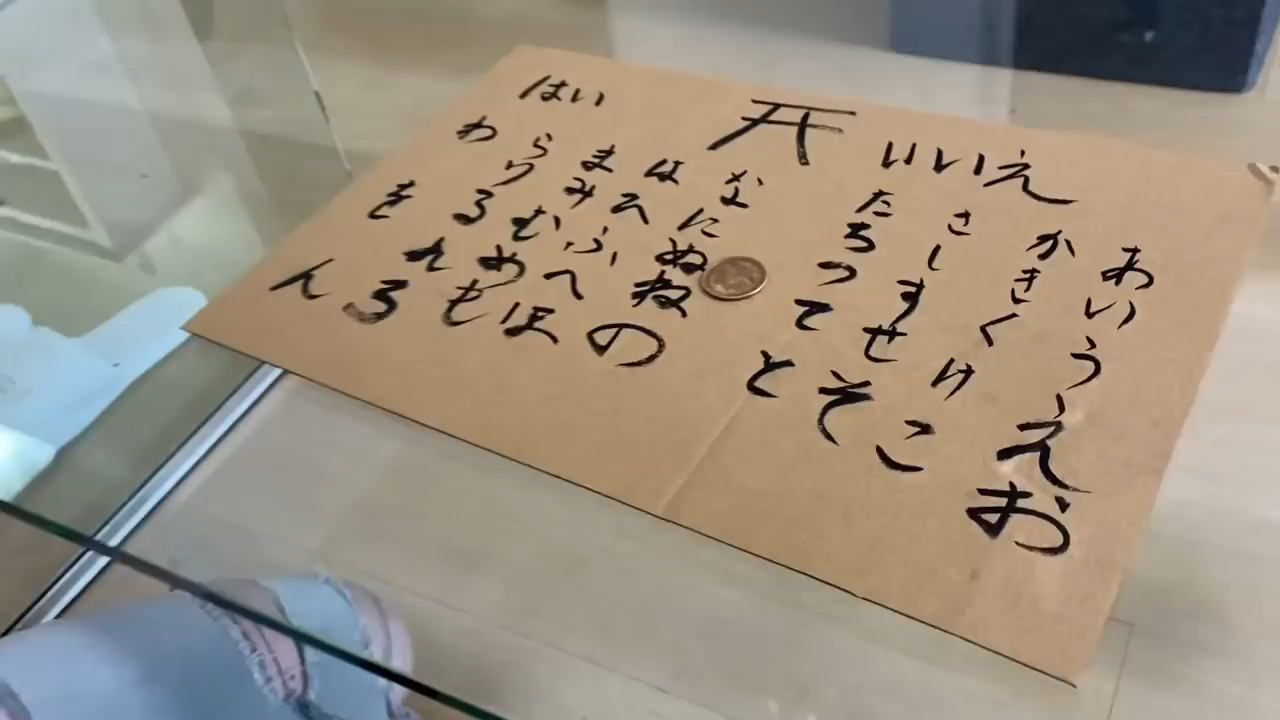 はい
いいえ
あいうえお
かきくけこ
さしすせそ
たちつてと
なにぬねの
はひふへほ
まみむめも
らりるれろ
わをん